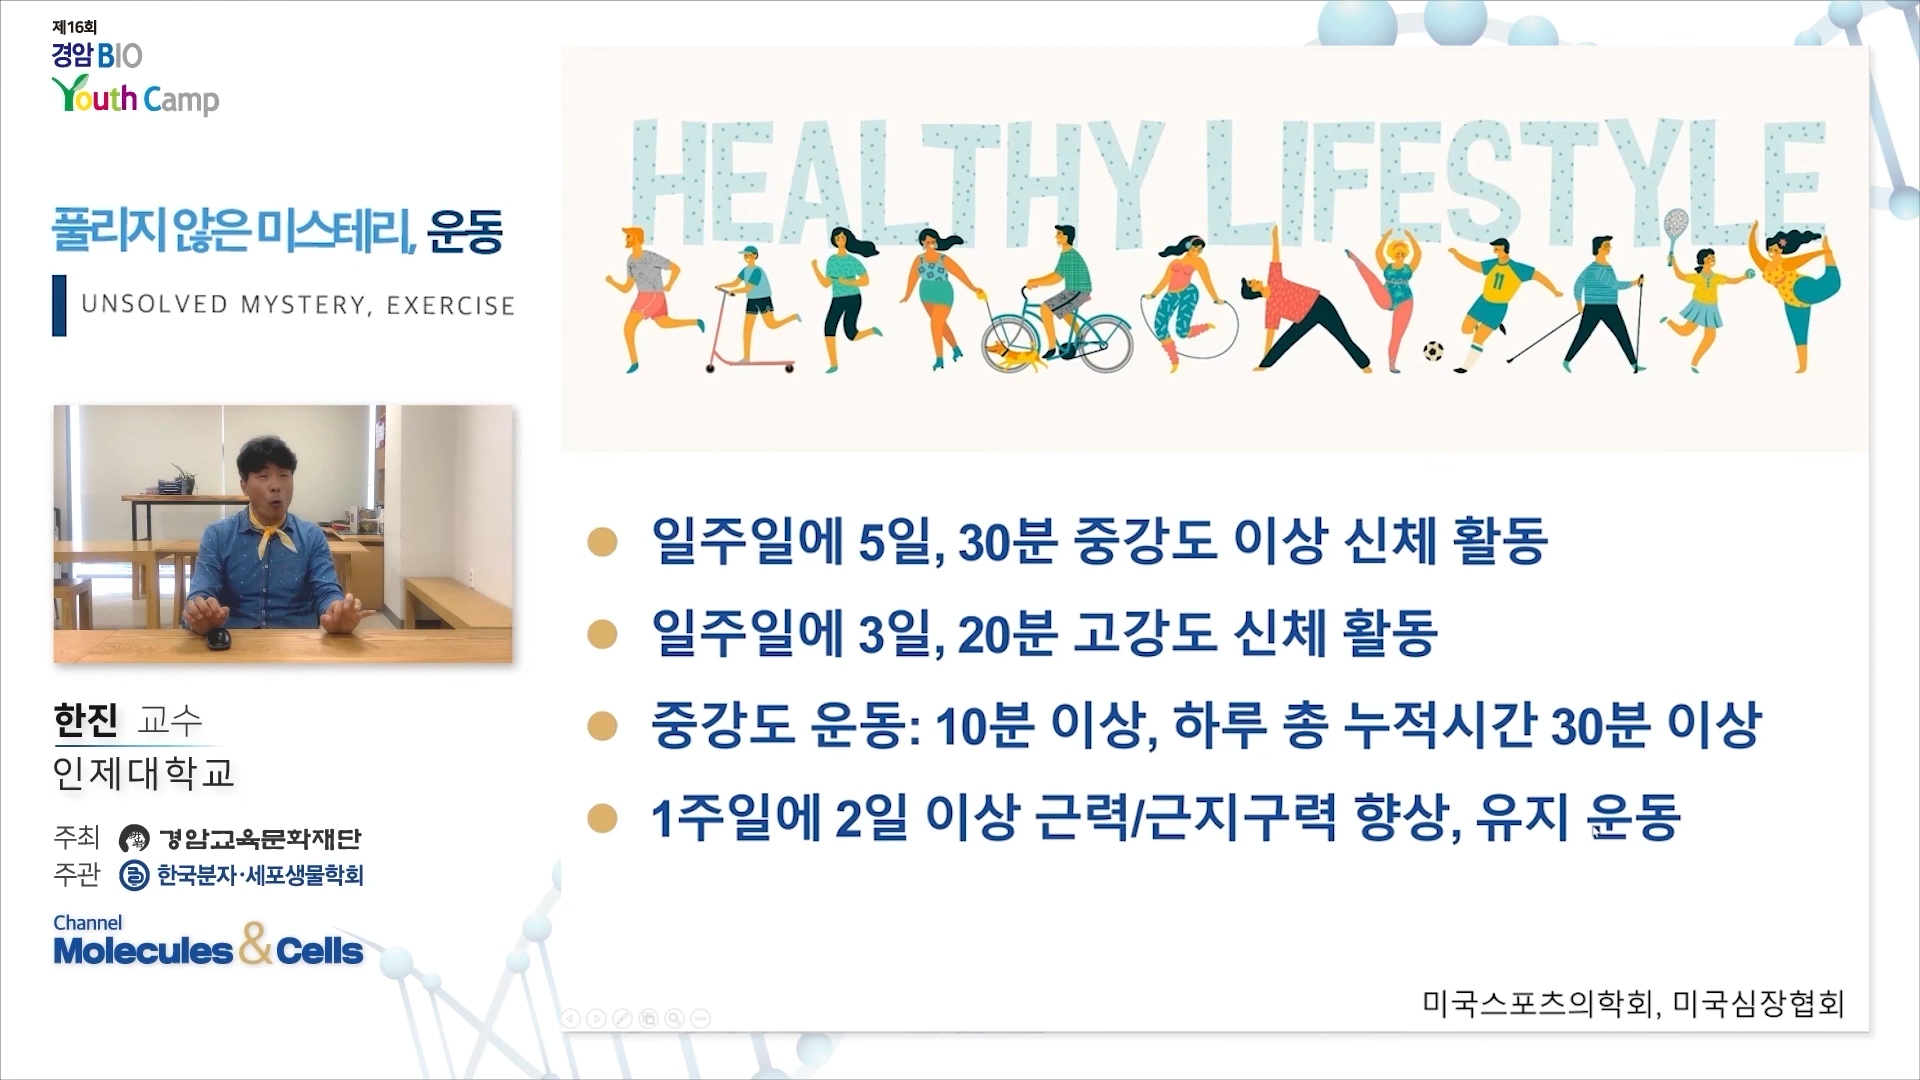 제16회
경암 BIO
Youth Camp
풀리지 않은 미스테리, 운동
UNSOLVED MYSTERY, EXERCISE
한진 교수
인제대학교
주최 경암교육문화재단
주관 한국분자·세포생물학회
Channel
Molecules & Cells
HEALTHY LIFESTYLE
11
일주일에 5일, 30분 중강도 이상 신체 활동
일주일에 3일, 20분 고강도 신체 활동
중강도 운동: 10분 이상, 하루 총 누적시간 30분 이상
1주일에 2일 이상 근력/근지구력 향상, 유지 운동
미국스포츠의학회, 미국심장협회